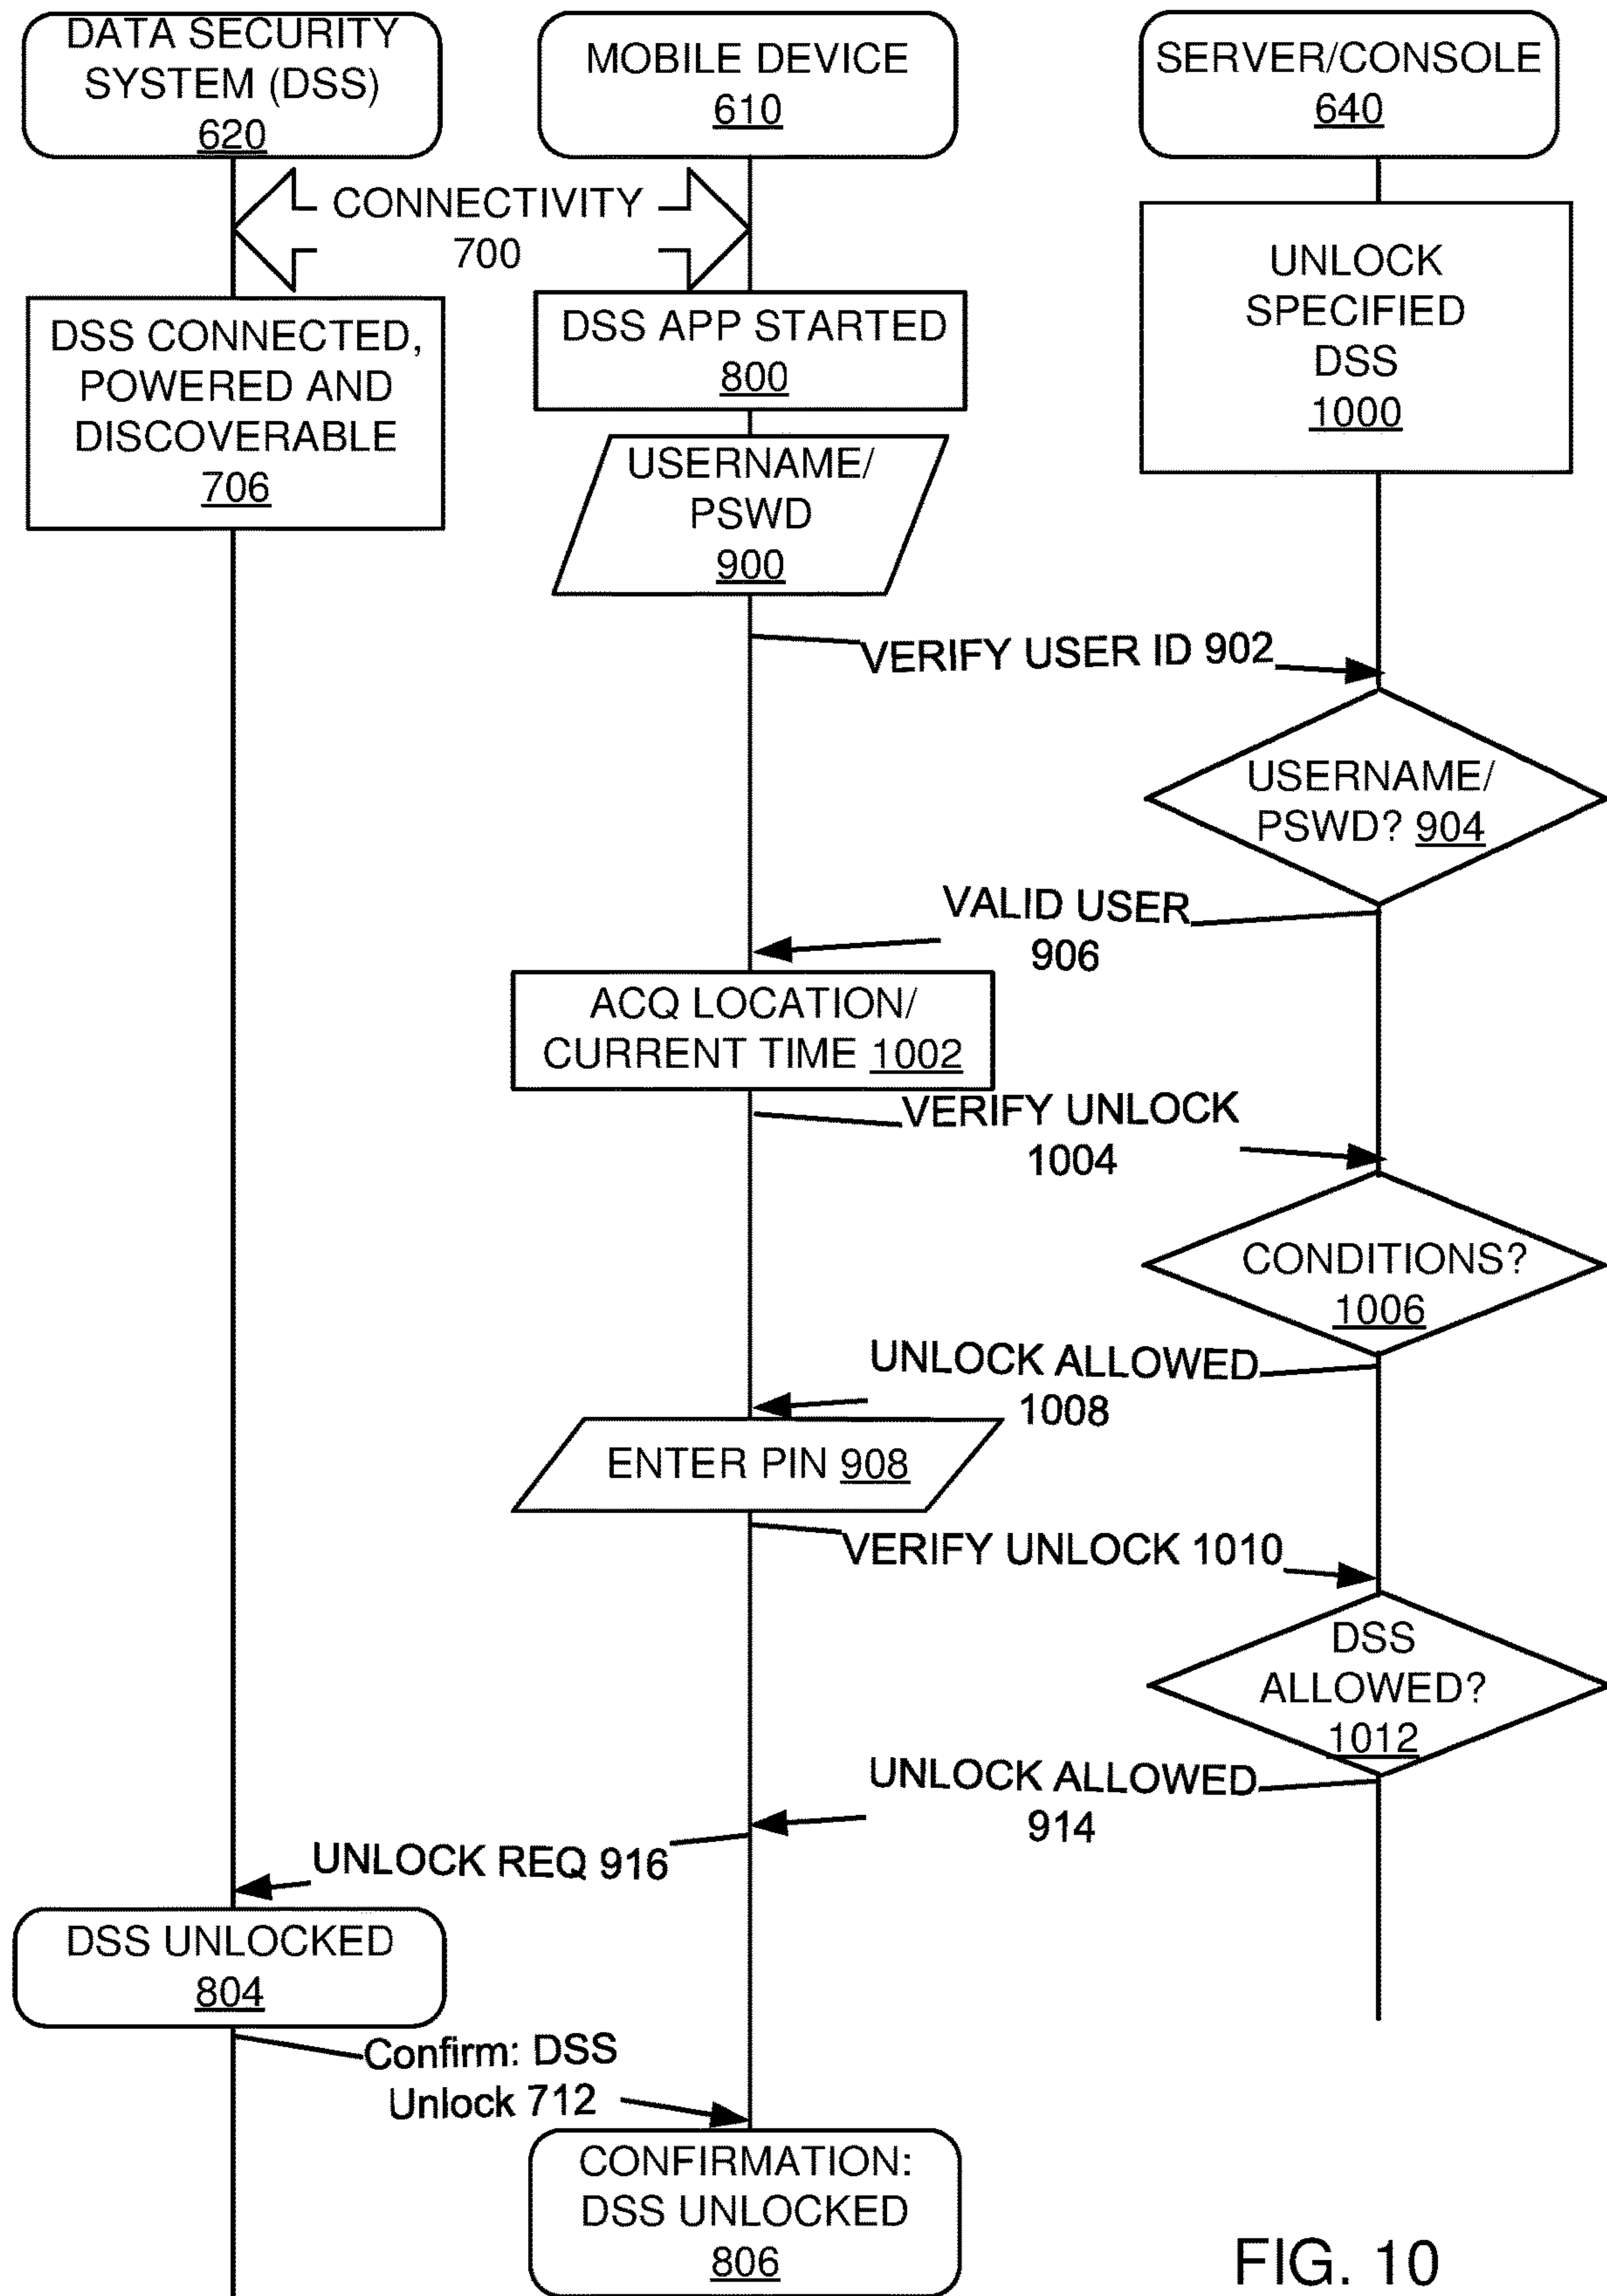 DATA SECURITY
SYSTEM (DSS)
620
MOBILE DEVICE
610
SERVER/CONSOLE
640
CONNECTIVITY
700
UNLOCK
SPECIFIED
DSS
1000
DSS CONNECTED,
POWERED AND
DISCOVERABLE
706
DSS APP STARTED
800
USERNAME/
PSWD
900
VERIFY USER ID 902
USERNAME/
PSWD? 904
VALID USER
906
ACQ LOCATION/
CURRENT TIME 1002
VERIFY UNLOCK
1004
CONDITIONS?
1006
UNLOCK ALLOWED
1008
ENTER PIN 908
VERIFY UNLOCK 1010
DSS
ALLOWED?
1012
UNLOCK ALLOWED
914
UNLOCK REQ 916
DSS UNLOCKED
804
Confirm: DSS
Unlock 712
CONFIRMATION:
DSS UNLOCKED
806
FIG. 10